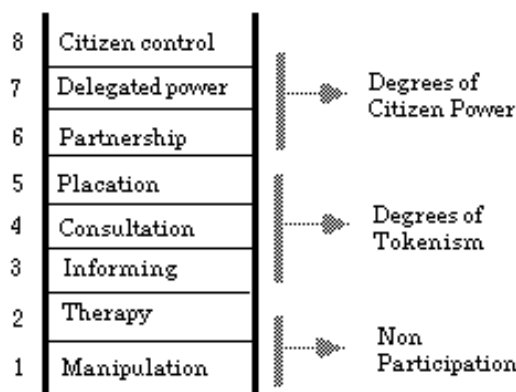 8 Citizen control
7 Delegated power
6 Partnership
Degrees of
Citizen Power
5 Placation
4 Consultation
3 Informing
Degrees of
Tokenism
2 Therapy
1 Manipulation
Non
Participation